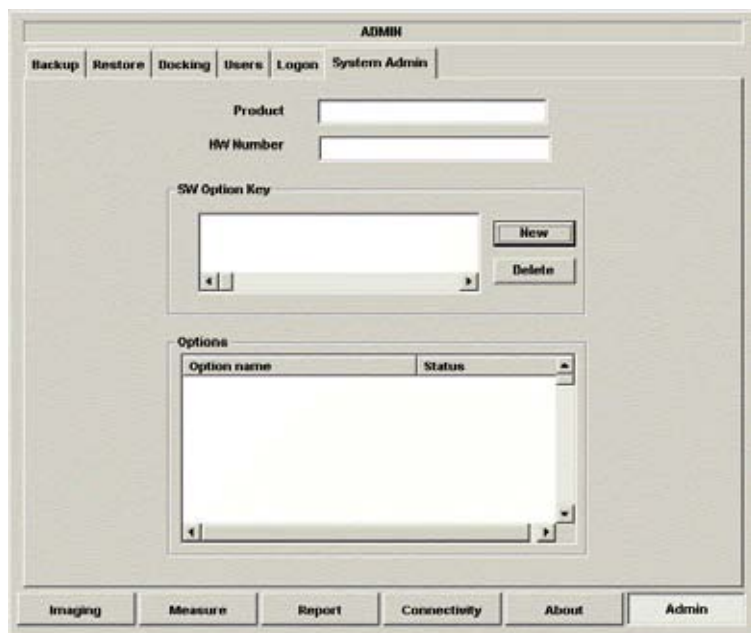 ADMIN
Backup Restore Docking Users Logon System Admin
Product
HW Number
SW Option Key
New
Delete
Options
Option name Status
Imaging Measure Report Connectivity About Admin